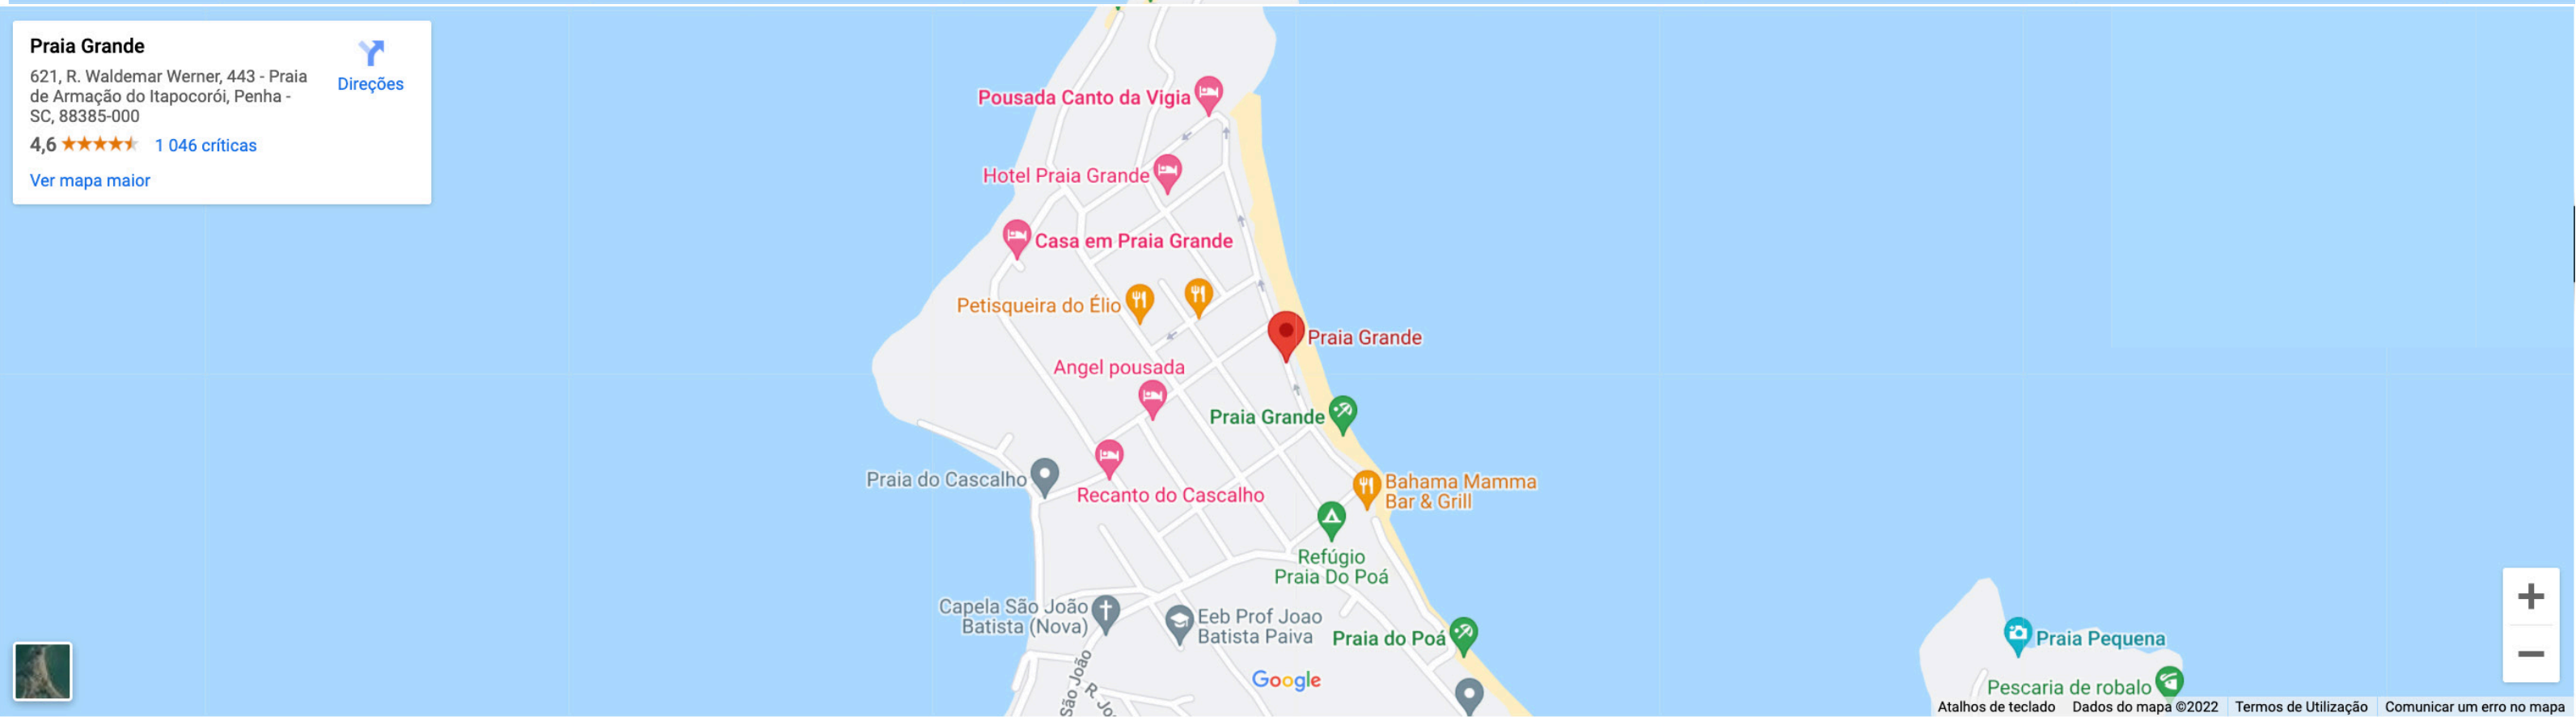 Praia Grande
621, R. Waldemar Werner, 443 - Praia
de Armação do Itapocorói, Penha -
SC, 88385-000
4,6
1 046 críticas
Ver mapa maior
Direções
Pousada Canto da Vigia
Hotel Praia Grande
Casa em Praia Grande
Petisqueira do Élio
Praia Grande
Angel pousada
Praia Grande
Praia do Cascalho
Recanto do Cascalho
Bahama Mamma
Bar & Grill
Refúgio
Praia Do Poá
Capela São João
Batista (Nova)
Eeb Prof Joao
Batista Paiva
Praia do Poá
Praia Pequena
Pescaria de robalo
São João
R. Jo
Google
Atalhos de teclado
Dados do mapa ©2022
Termos de Utilização
Comunicar um erro no mapa